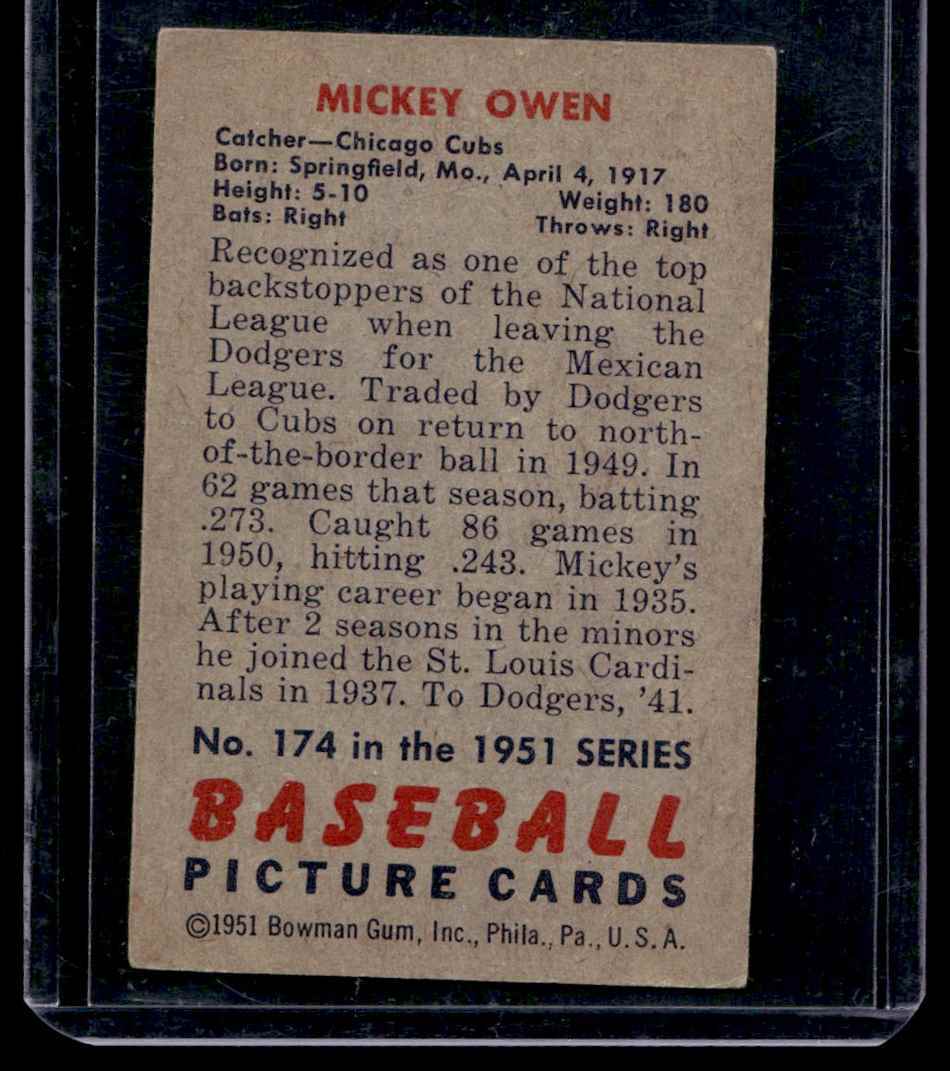 MICKEY OWEN
Catcher—Chicago Cubs
Born: Springfield, Mo., April 4, 1917
Height: 5-10 Weight: 180
Bats: Right Throws: Right
Recognized as one of the top
backstoppers of the National
League when leaving the
Dodgers for the Mexican
League. Traded by Dodgers
to Cubs on return to north-
of-the-border ball in 1949. In
62 games that season, batting
.273. Caught 86 games in
1950, hitting .243. Mickey's
playing career began in 1935.
After 2 seasons in the minors
he joined the St. Louis Cardi-
nals in 1937. To Dodgers, '41.
No. 174 in the 1951 SERIES
BASEBALL
PICTURE CARDS
©1951 Bowman Gum, Inc., Phila., Pa., U.S.A.